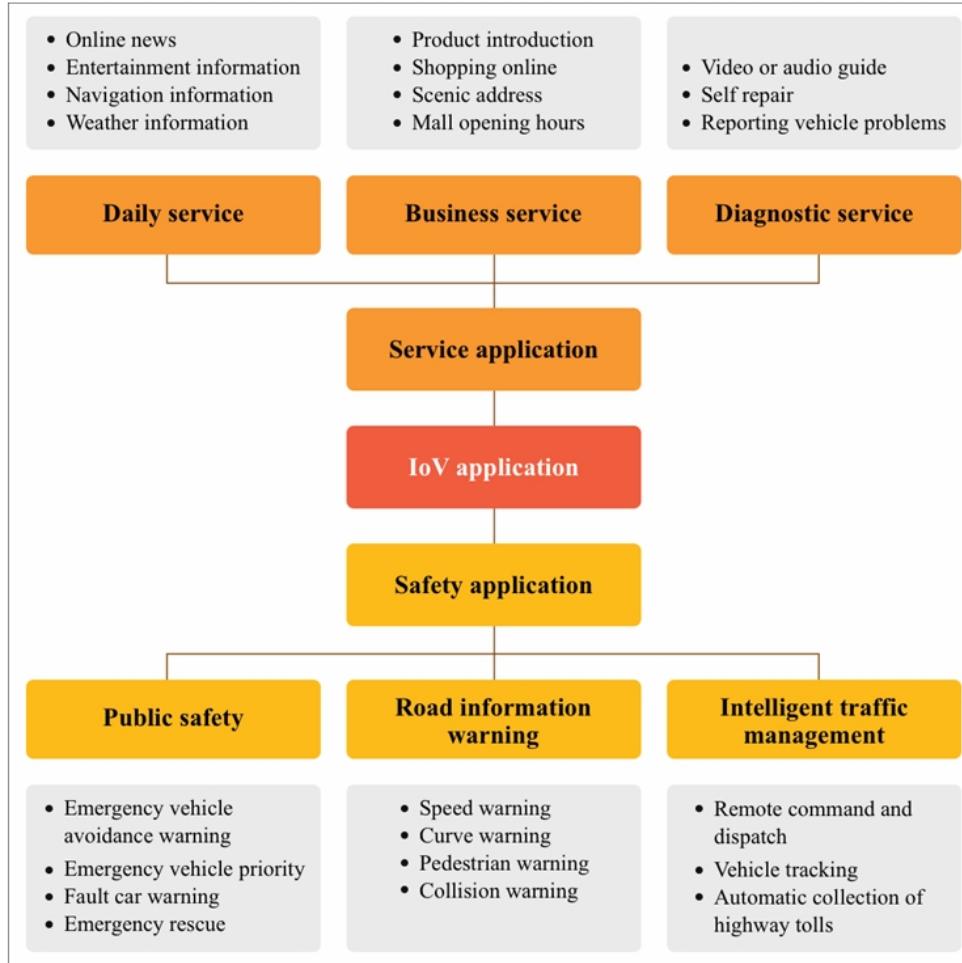 • Online news
• Entertainment information
• Navigation information
• Weather information
• Product introduction
• Shopping online
• Scenic address
• Mall opening hours
• Video or audio guide
• Self repair
• Reporting vehicle problems
Daily service
Business service
Diagnostic service
Service application
IoV application
Safety application
Public safety
Road information
warning
Intelligent traffic
management
• Emergency vehicle
avoidance warning
• Emergency vehicle priority
• Fault car warning
• Emergency rescue
• Speed warning
• Curve warning
• Pedestrian warning
• Collision warning
• Remote command and
dispatch
• Vehicle tracking
• Automatic collection of
highway tolls